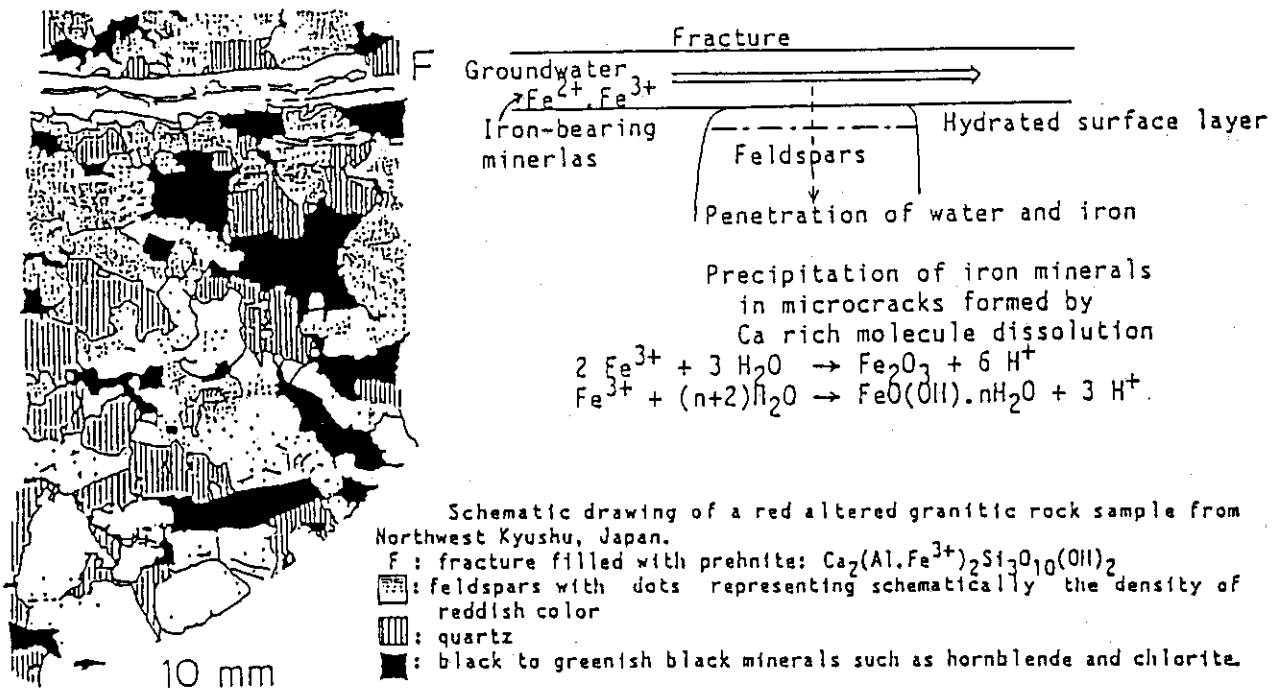 Fracture
F
Groundwater
Fe2+, Fe3+
Iron-bearing
minerlas
Hydrated surface layer
Feldspars
Penetration of water and iron
Precipitation of iron minerals
in microcracks formed by
Ca rich molecule dissolution
2 Fe3+ + 3 H2O → Fe2O3 + 6 H+
Fe3+ + (n+2)H2O → FeO(OH).nH2O + 3 H+.
Schematic drawing of a red altered granitic rock sample from
Northwest Kyushu, Japan.
F : fracture filled with prehnite: Ca2(Al.Fe3+)2Si3O10(OH)2
: feldspars with dots representing schematically the density of
reddish color
: quartz
: black to greenish black minerals such as hornblende and chlorite.
10 mm